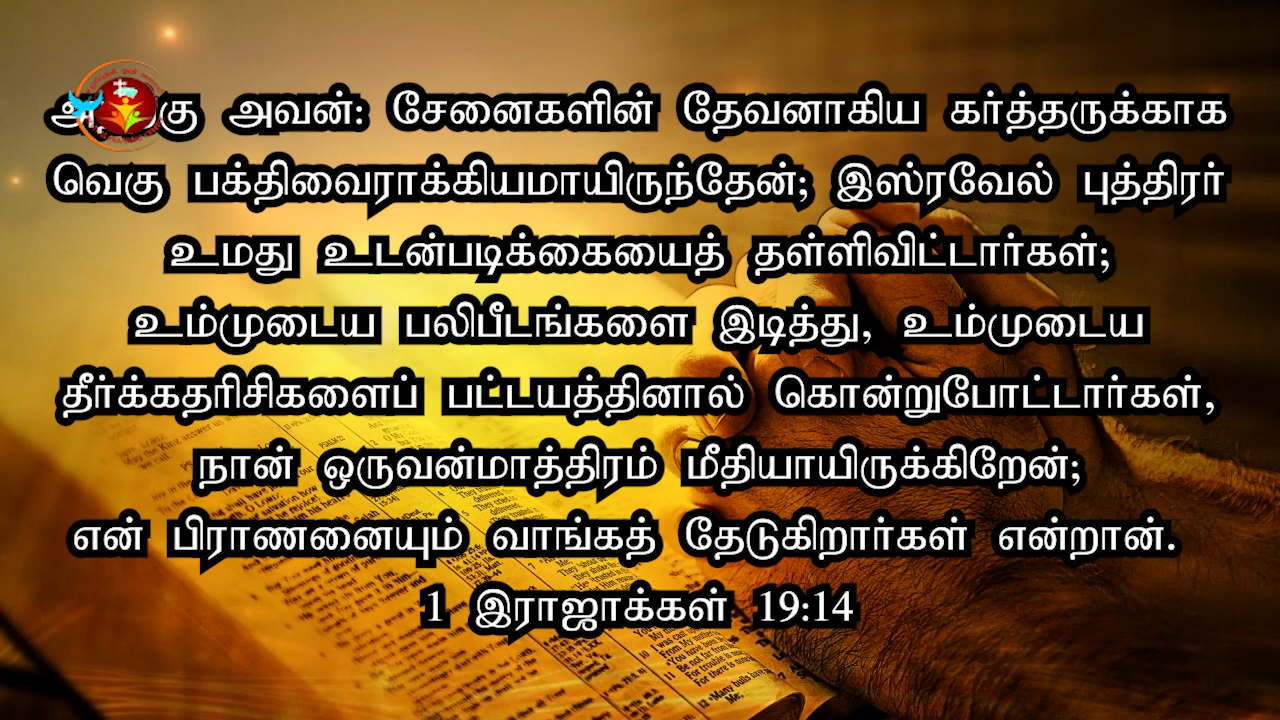 அவன்: சேனைகளின் தேவனாகிய கர்த்தருக்காக
வெகு பக்திவைராக்கியமாயிருந்தேன்; இஸ்ரவேல் புத்திரர்
உமது உடன்படிக்கையைத் தள்ளிவிட்டார்கள்;
உம்முடைய பலிபீடங்களை இடித்து, உம்முடைய
தீர்க்கதரிசிகளைப் பட்டயத்தினால் கொன்றுபோட்டார்கள்,
நான் ஒருவன்மாத்திரம் மீதியாயிருக்கிறேன்;
என் பிராணனையும் வாங்கத் தேடுகிறார்கள் என்றான்.
1 இராஜாக்கள் 19:14